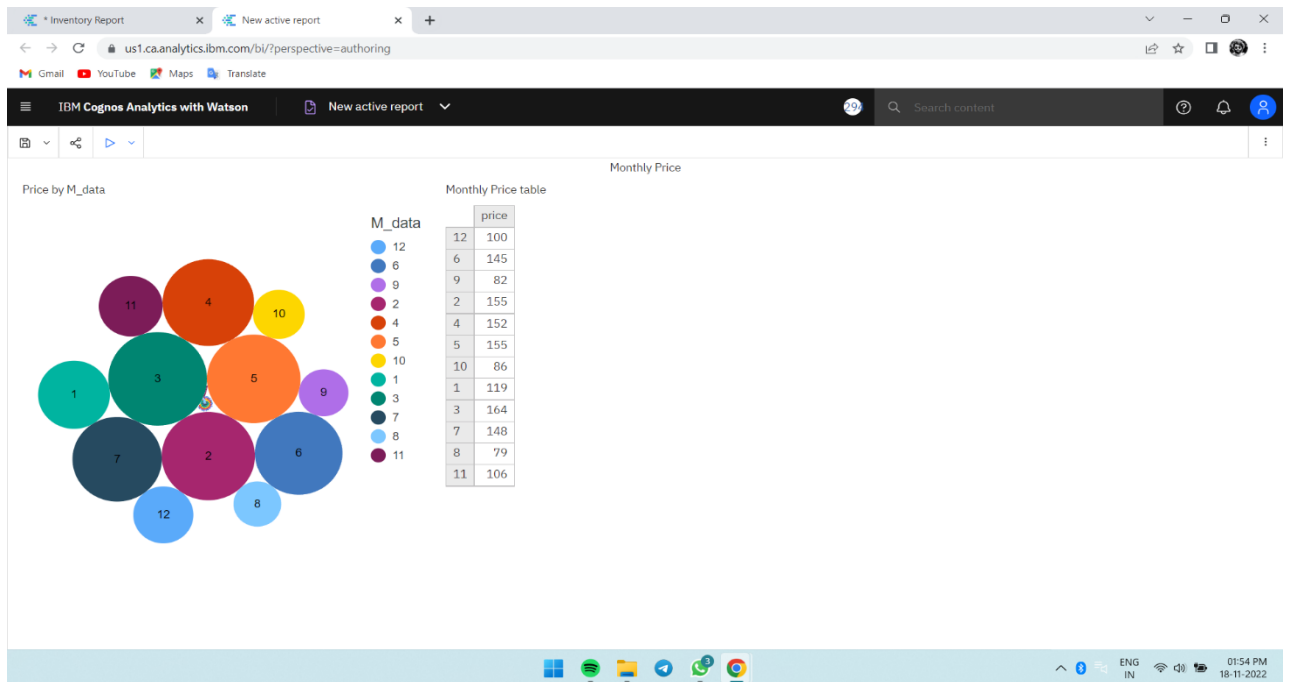 * Inventory Report
New active report
us1.ca.analytics.ibm.com/bi/?perspective=authoring
Gmail YouTube Maps Translate
IBM Cognos Analytics with Watson New active report 294 Search content
Monthly Price
Price by M_data
Monthly Price table
11
4
10
3
5
1
9
7
2
6
8
12
M_data
12
6
9
2
4
5
10
1
3
7
8
11
price
12 100
6 145
9 82
2 155
4 152
5 155
10 86
1 119
3 164
7 148
8 79
11 106
3
ENG
IN
01:54 PM
18-11-2022